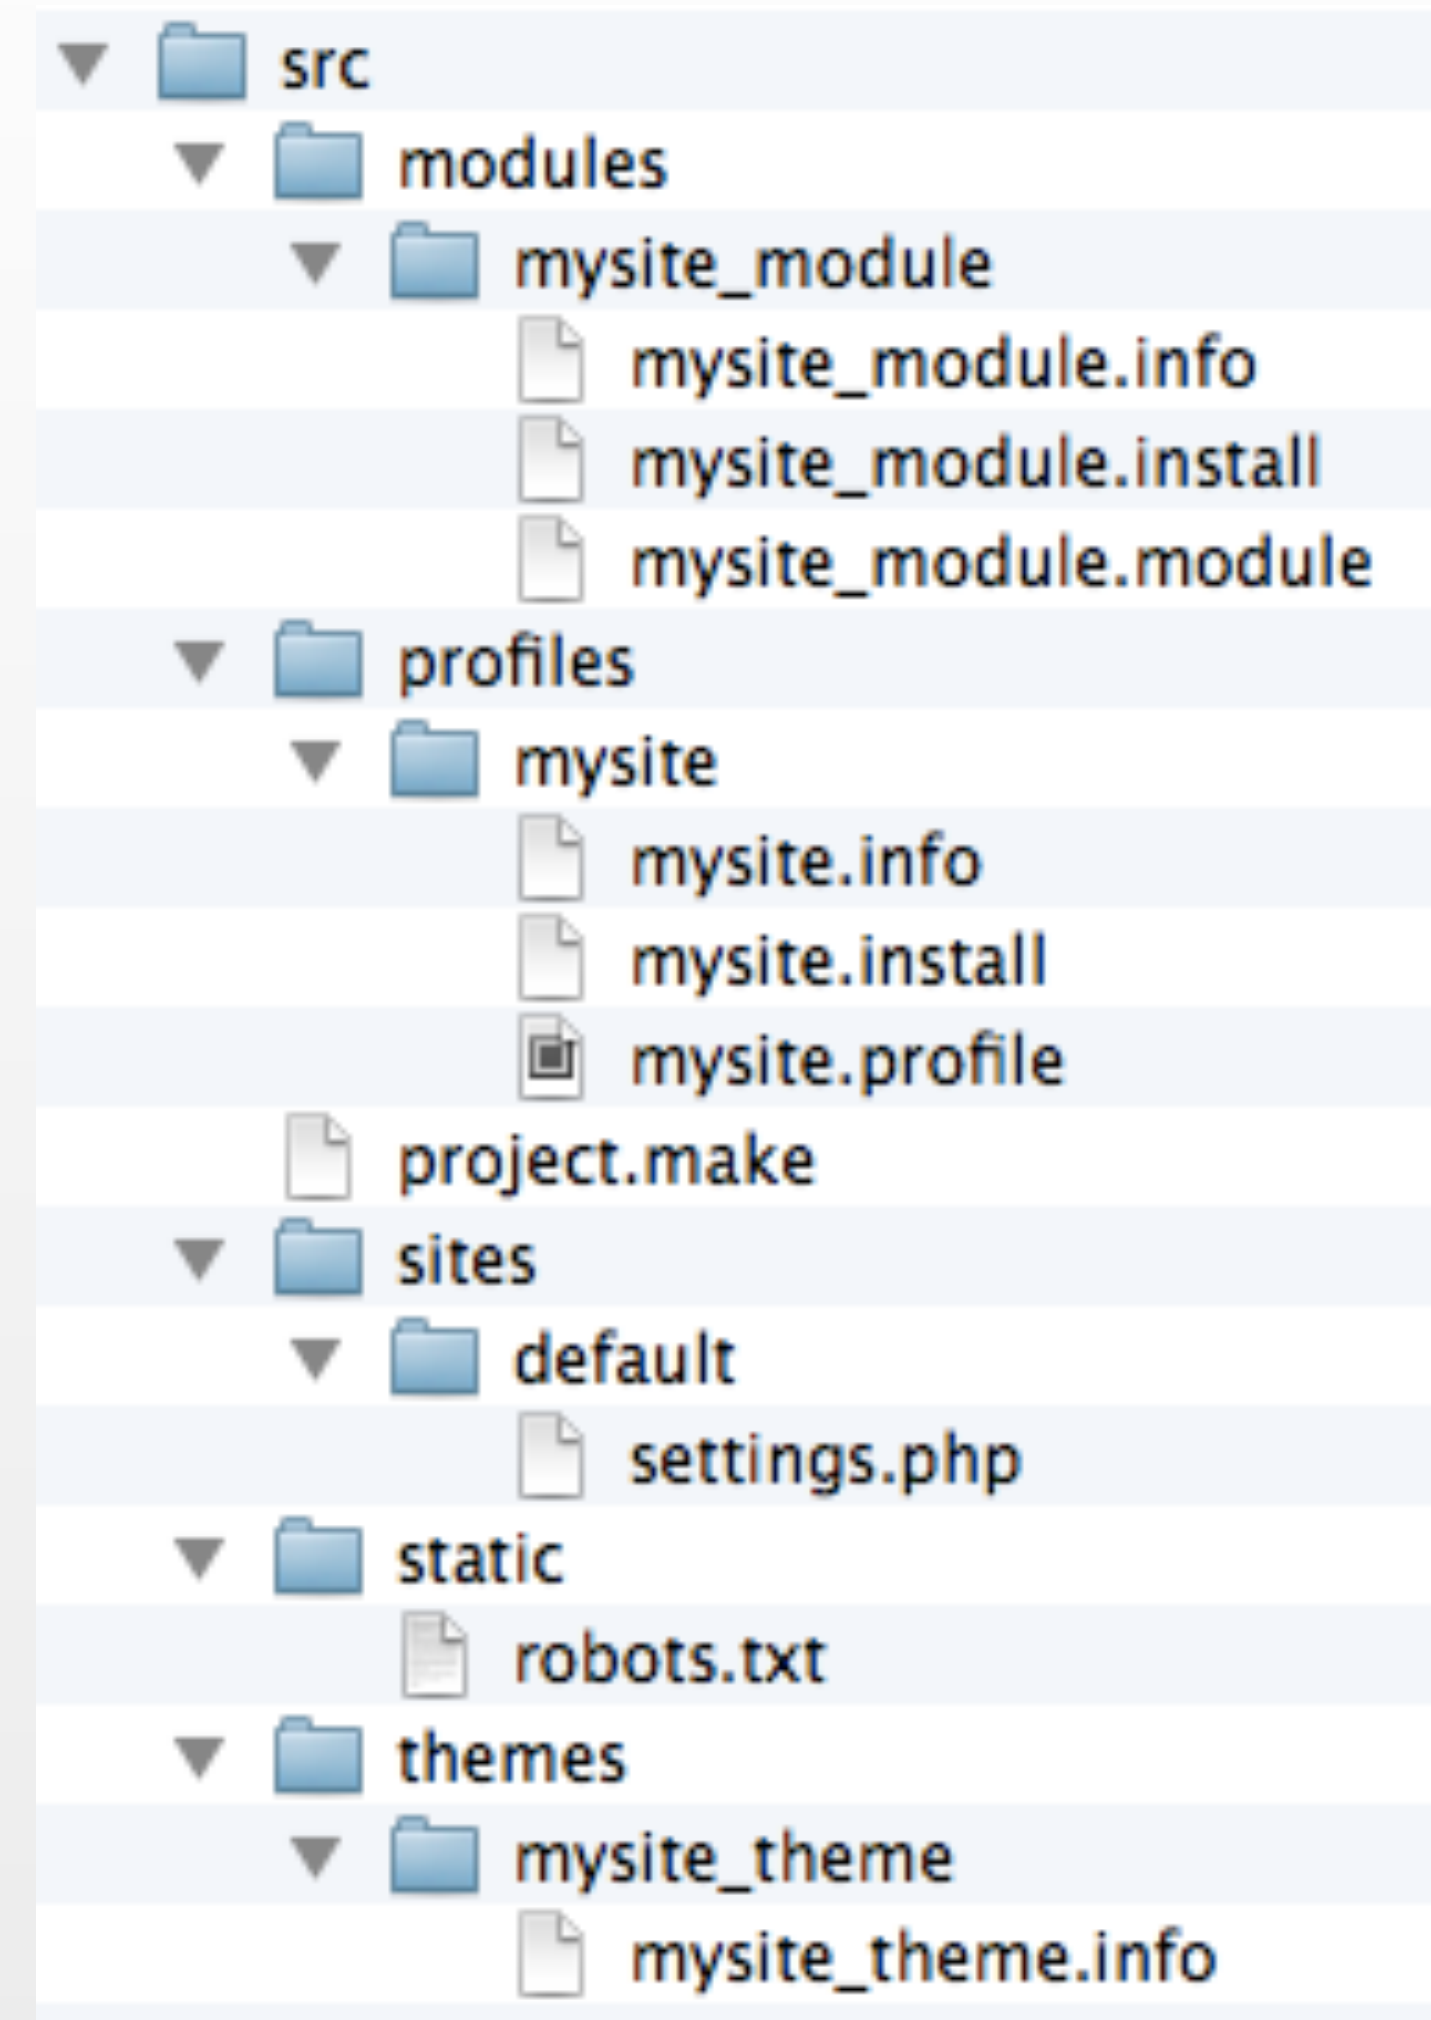 src
modules
mysite_module
mysite_module.info
mysite_module.install
mysite_module.module
profiles
mysite
mysite.info
mysite.install
mysite.profile
project.make
sites
default
settings.php
static
robots.txt
themes
mysite_theme
mysite_theme.info